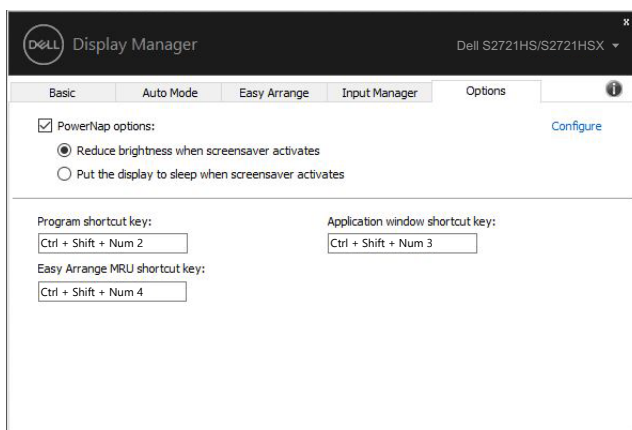 x
DELL Display Manager Dell S2721HS/S2721HSX
Basic Auto Mode Easy Arrange Input Manager Options i
PowerNap options: Configure
Reduce brightness when screensaver activates
Put the display to sleep when screensaver activates
Program shortcut key: Application window shortcut key:
Ctrl + Shift + Num 2 Ctrl + Shift + Num 3
Easy Arrange MRU shortcut key:
Ctrl + Shift + Num 4